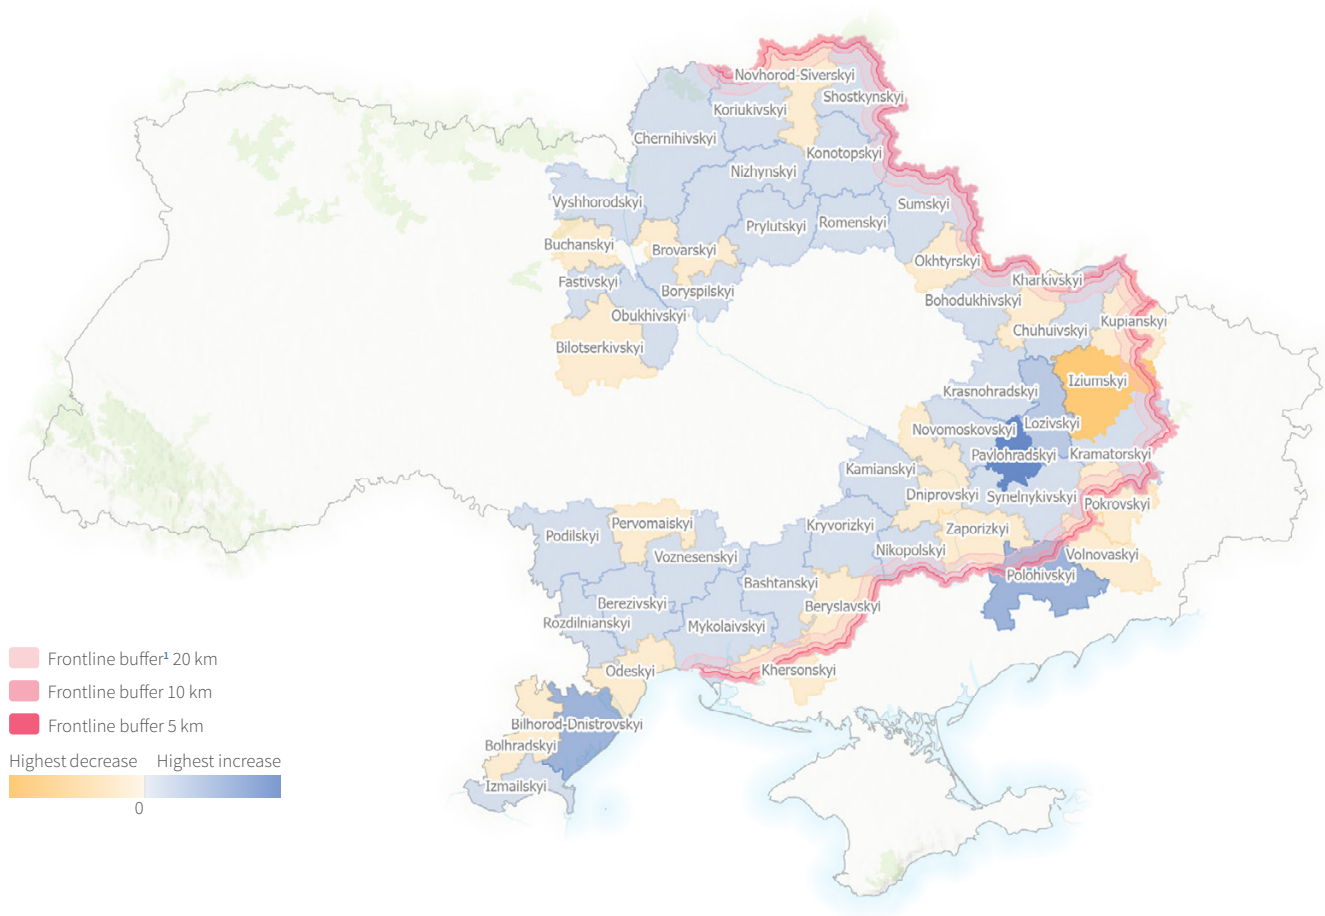 Novhorod-Siverskyi
Shostkynskyi
Koriukivskyi
Chernihivskyi
Konotopskyi
Nizhynskyi
Vyshhorodskyi
Sumskyi
Prylutskyi
Romenskyi
Buchanskyi
Brovarskyi
Okhtyrskyi
Fastivskyi
Kharkivskyi
Boryspilskyi
Bohodukhivskyi
Obukhivskyi
Kupianskyi
Chuhuivskyi
Bilotserkivskyi
Iziumskyi
Krasnohradskyi
Lozivskyi
Novomoskovskyi
Pavlohradskyi
Kramatorskyi
Kamianskyi
Dniprovskyi
Synelnykivskyi
Pokrovskyi
Pervomaiskyi
Kryvorizkyi
Zaporizkyi
Podilskyi
Nikopolskyi
Voznesenskyi
Volnovaskyi
Polohivskyi
Bashtanskyi
Berezivskyi
Beryslavskyi
Rozdilnianskyi
Mykolaivskyi
Odeskyi
Khersonskyi
Bilhorod-Dnistrovskyi
Bolhradskyi
Izmailskyi
Frontline buffer¹ 20 km
Frontline buffer 10 km
Frontline buffer 5 km
Highest decrease Highest increase
0